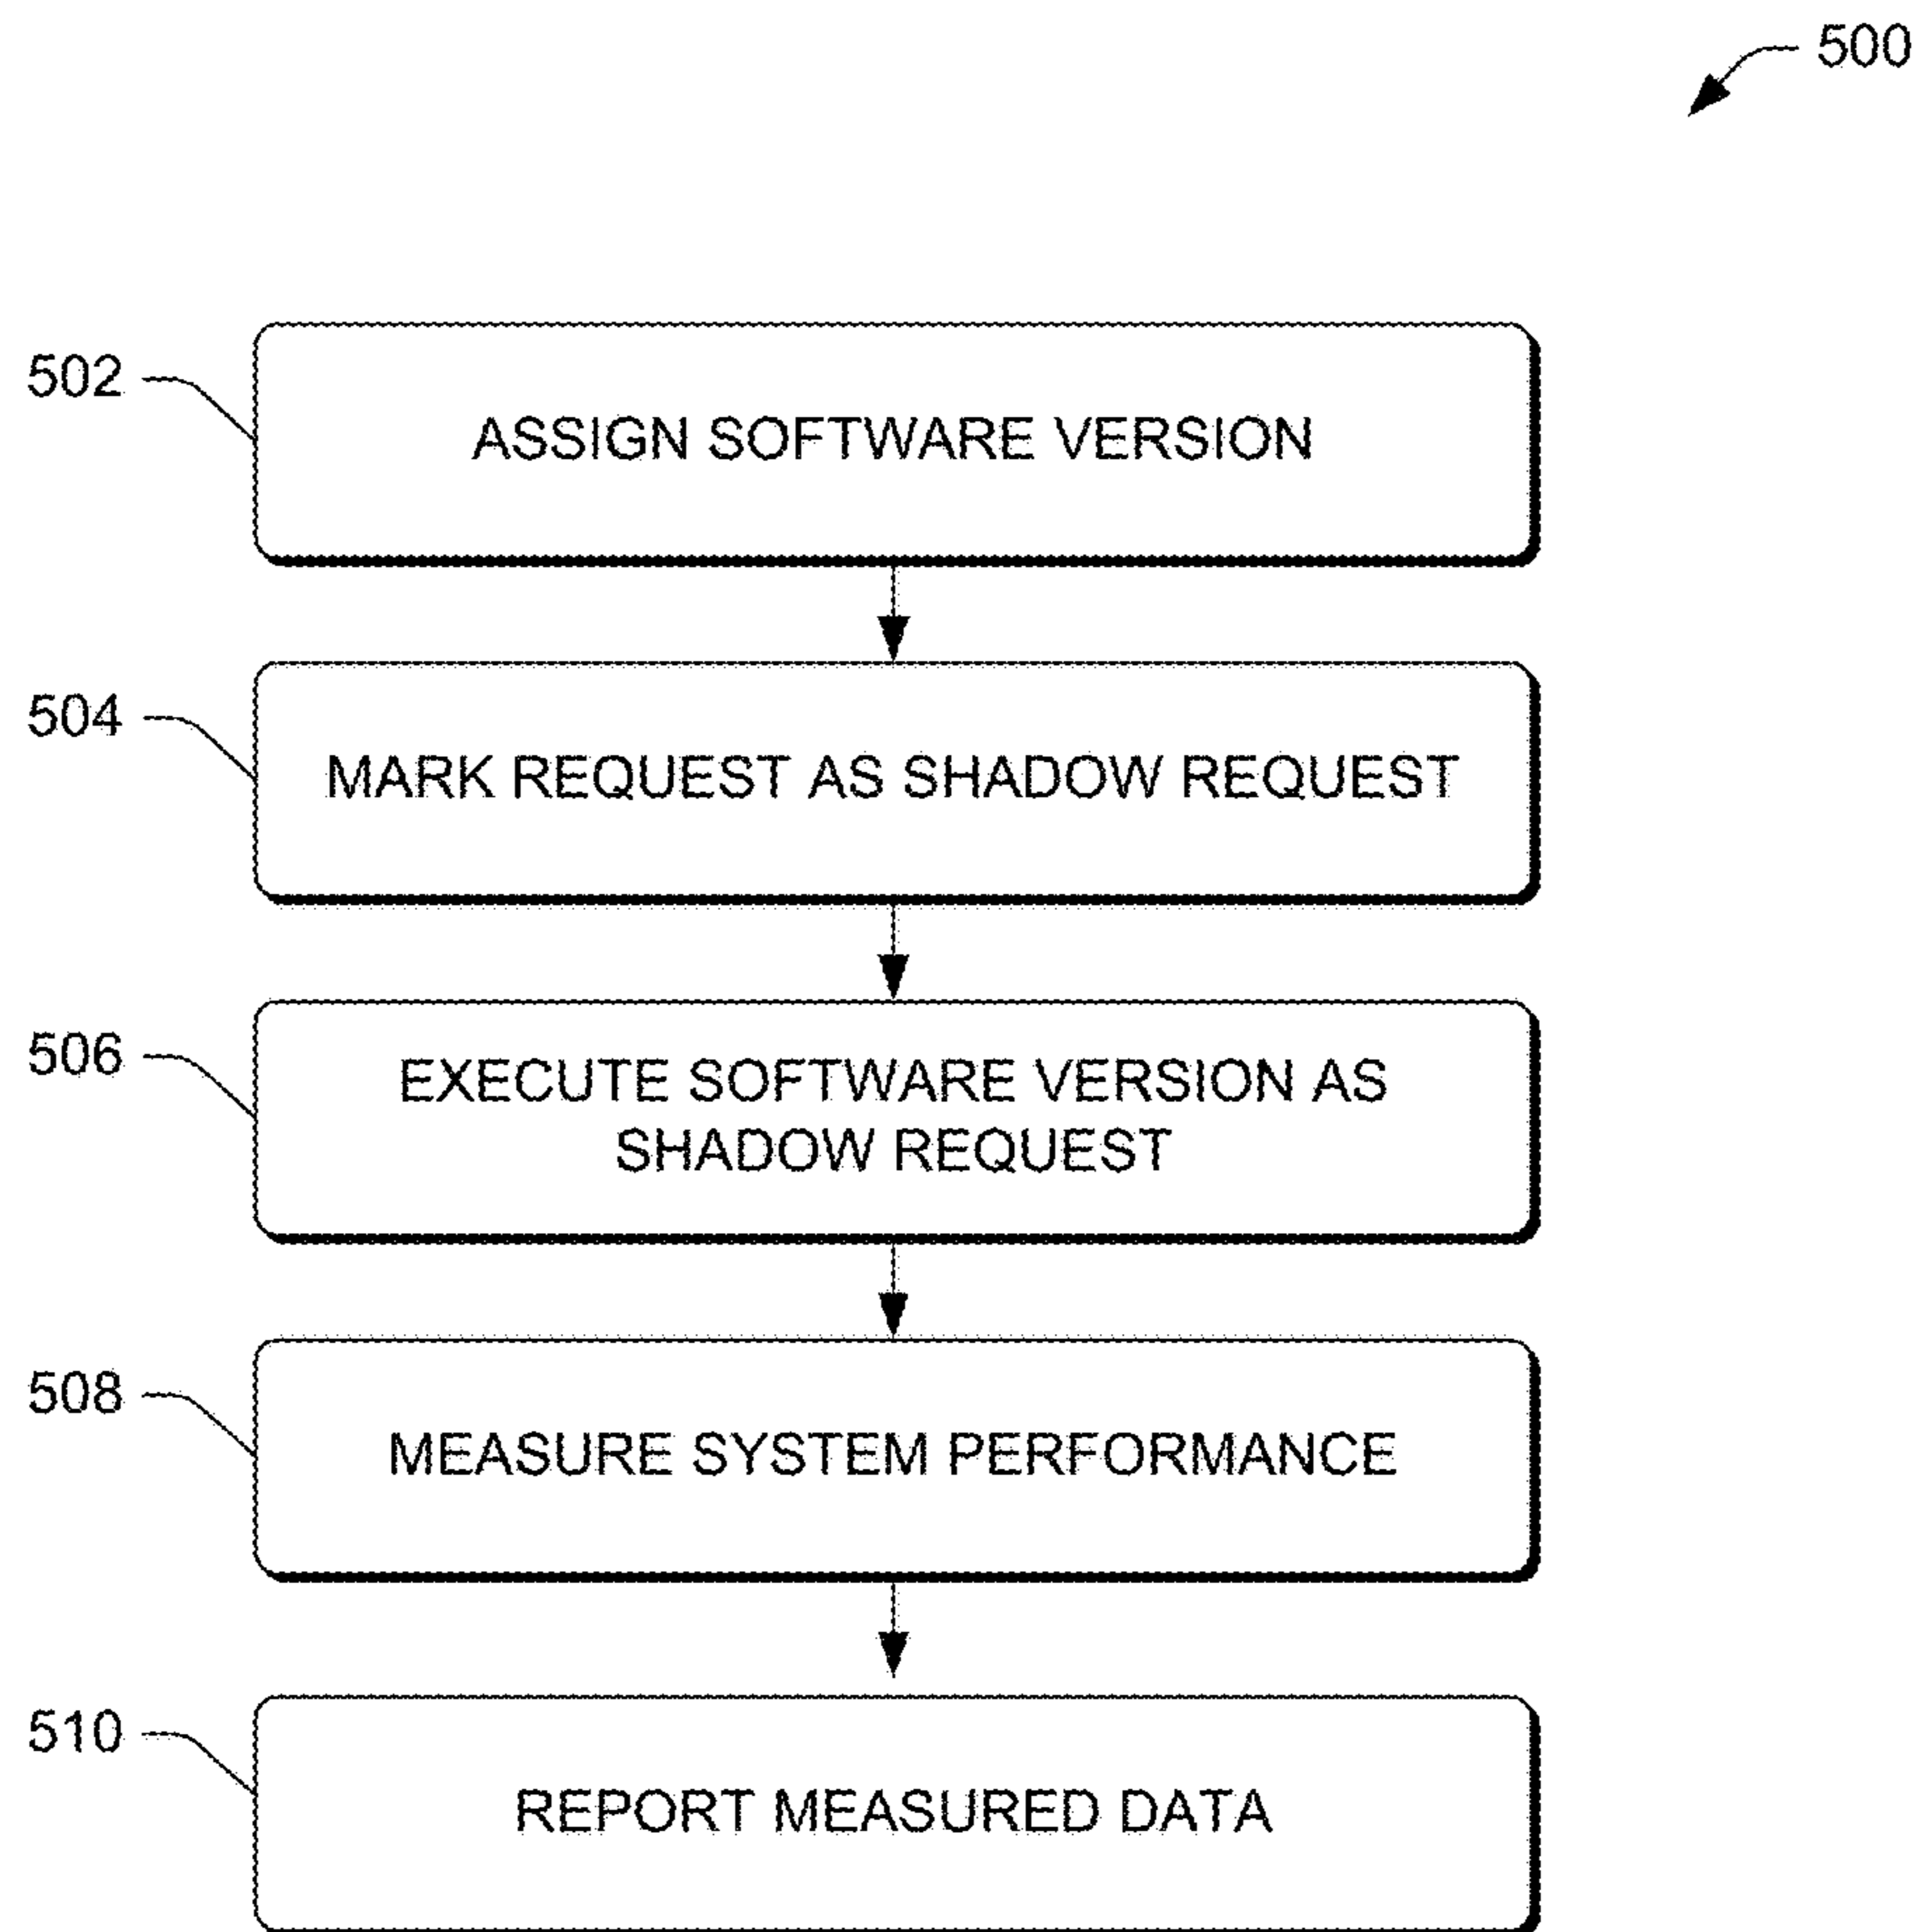 500
502
ASSIGN SOFTWARE VERSION
504
MARK REQUEST AS SHADOW REQUEST
506
EXECUTE SOFTWARE VERSION AS
SHADOW REQUEST
508
MEASURE SYSTEM PERFORMANCE
510
REPORT MEASURED DATA